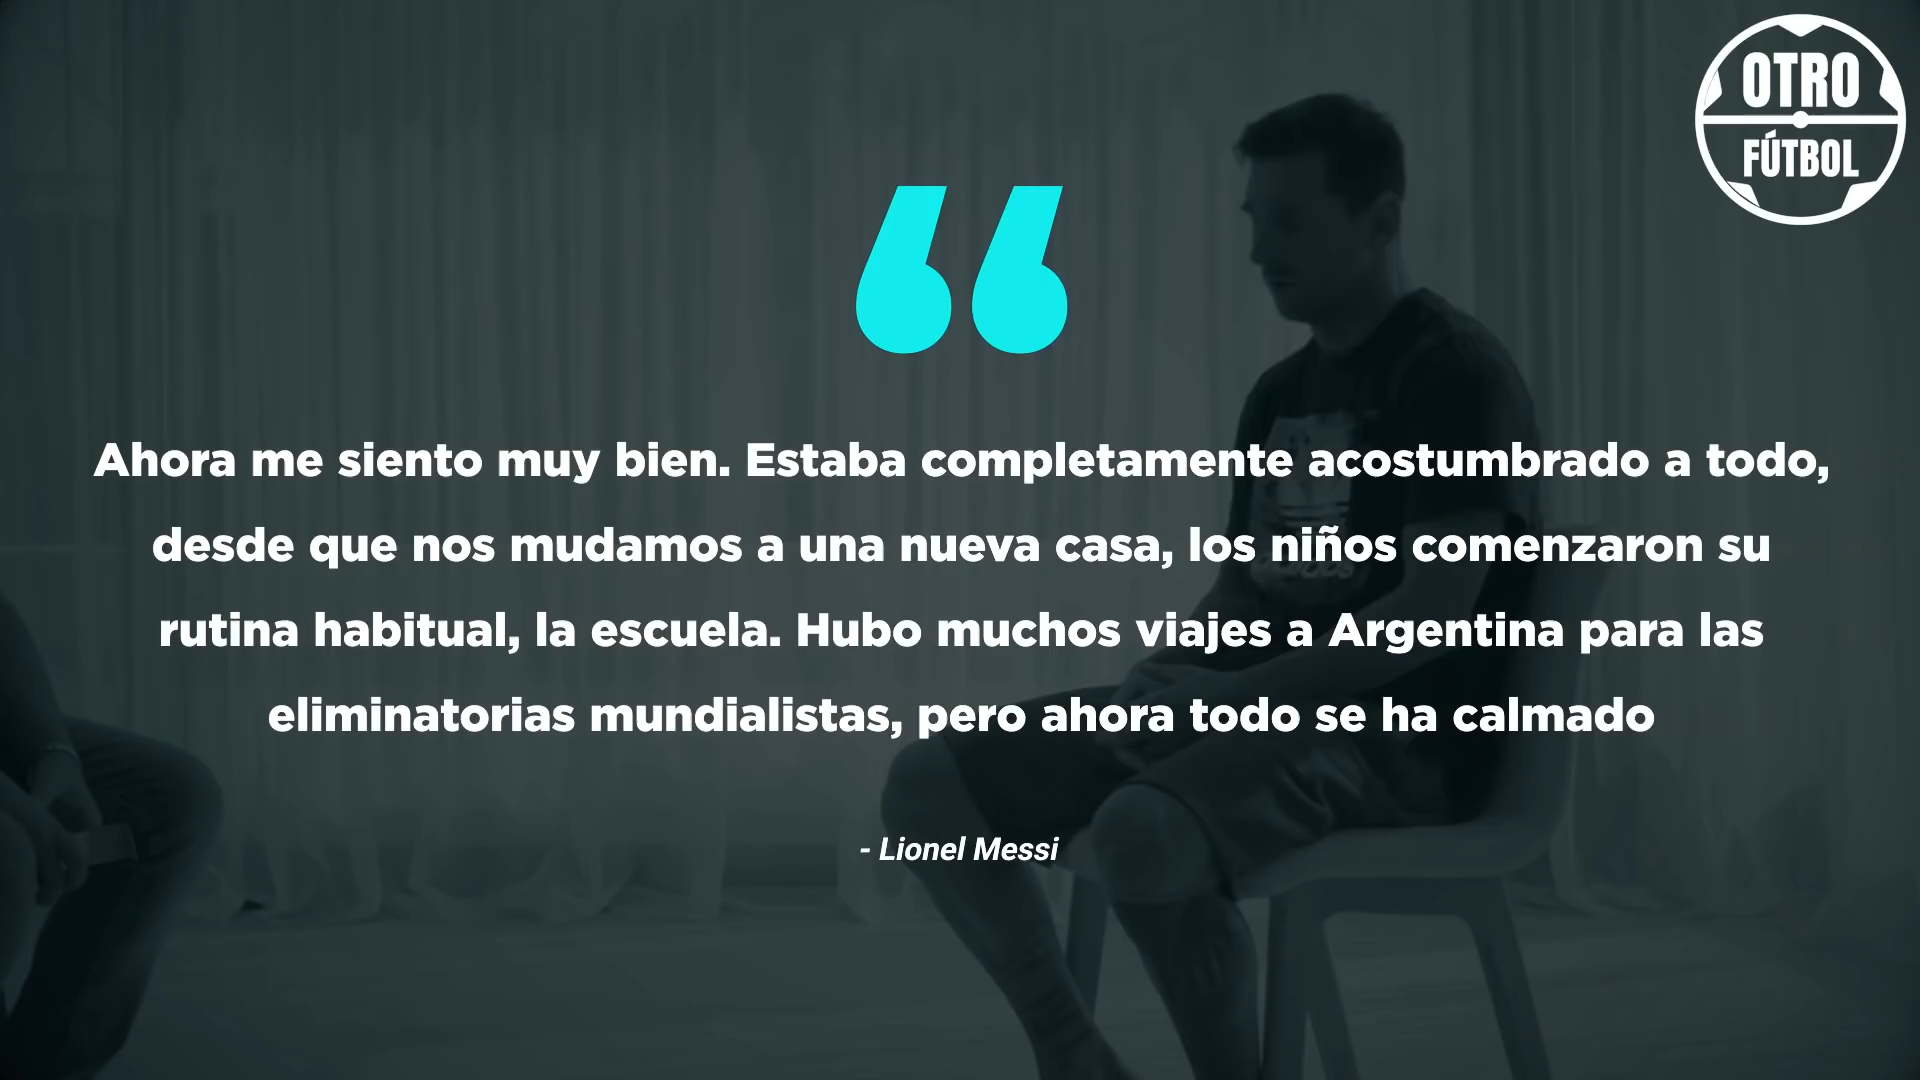 OTRO
FÚTBOL
Ahora me siento muy bien. Estaba completamente acostumbrado a todo,
desde que nos mudamos a una nueva casa, los niños comenzaron su
rutina habitual, la escuela. Hubo muchos viajes a Argentina para las
eliminatorias mundialistas, pero ahora todo se ha calmado
- Lionel Messi